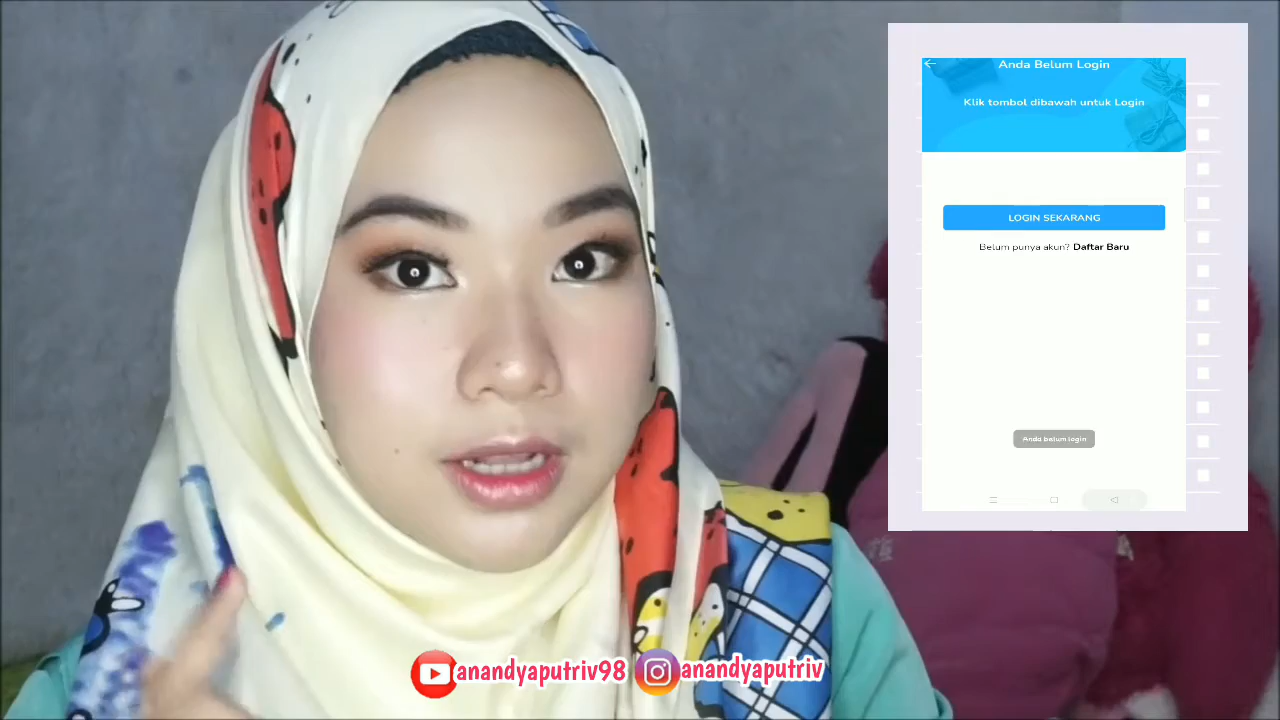 Anda Belum Login
Klik tombol dibawah untuk Login
LOGIN SEKARANG
Belum punya akun? Daftar Baru
Anda belum login
anandyaputriv98 anandyaputriv